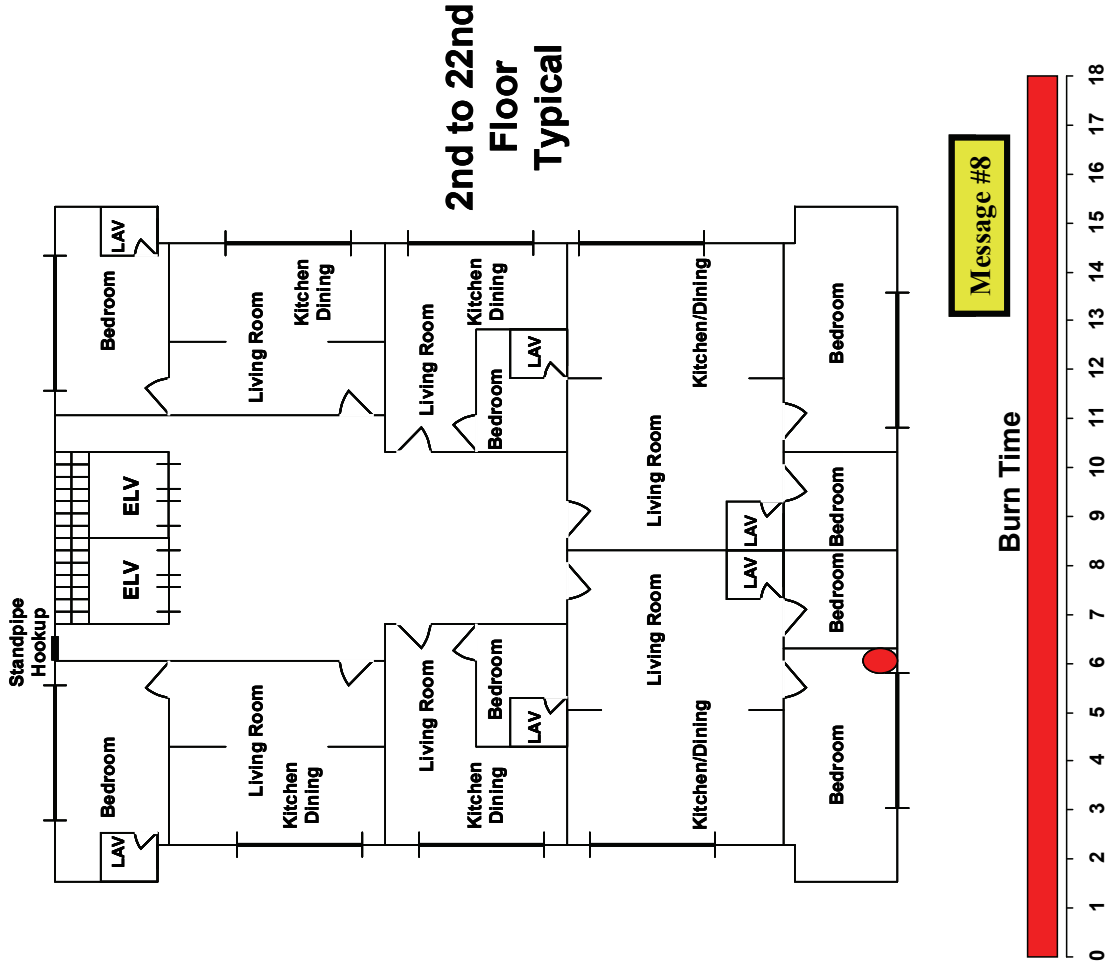 Standpipe
Hookup
LAV
Bedroom
ELV
ELV
Bedroom
LAV
Living Room
Kitchen
Dining
Living Room
Kitchen
Dining
Living Room
Kitchen
Dining
Bedroom
LAV
Living Room
Kitchen
Dining
Bedroom
LAV
2nd to 22nd
Floor
Typical
Living Room
Living Room
Kitchen/Dining
Kitchen/Dining
LAV
LAV
Bedroom
Bedroom
Bedroom
Bedroom
Message #8
Burn Time
0 1 2 3 4 5 6 7 8 9 10 11 12 13 14 15 16 17 18